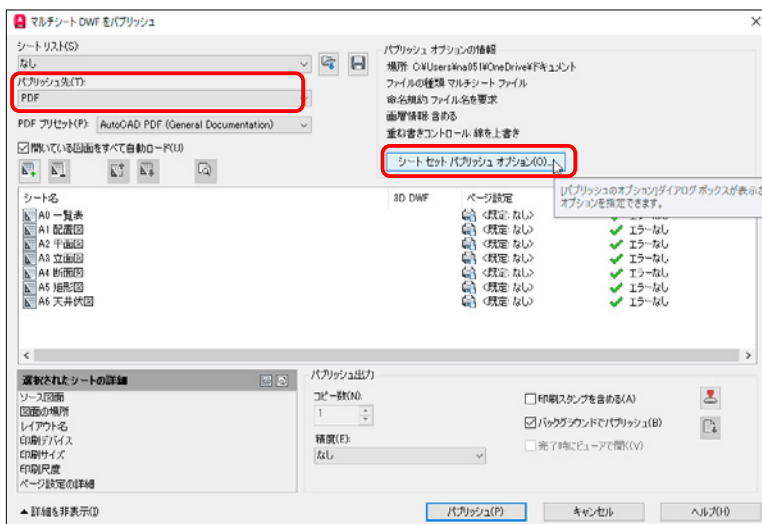 マルチシート DWF をパブリッシュ
シート リスト(S):
なし
パブリッシュ先(T):
PDF
PDF プリセット(P): AutoCAD PDF (General Documentation)
開いている図面をすべて自動ロード(U)
パブリッシュ オプションの情報
場所: C:¥Users¥na051¥OneDrive¥ドキュメント
ファイルの種類: マルチシート ファイル
命名規約: ファイル名を要求
画層情報: 含める
重ね書きコントロール: 線を上書き
シート セット パブリッシュ オプション(O)...
[パブリッシュのオプション]ダイアログ ボックスが表示さ
オプションを指定できます。
シート名 3D DWF ページ設定
A0 一覧表 <既定: なし> エラーなし
A1 配置図 <既定: なし> エラーなし
A2 平面図 <既定: なし> エラーなし
A3 立面図 <既定: なし> エラーなし
A4 断面図 <既定: なし> エラーなし
A5 矩形図 <既定: なし> エラーなし
A6 天井伏図 <既定: なし> エラーなし
選択されたシートの詳細
ソース図面
図面の場所
レイアウト名
印刷デバイス
印刷サイズ
印刷尺度
ページ設定の詳細
パブリッシュ出力
コピー数(N):
1
精度(E):
なし
印刷スタンプを含める(A)
バックグラウンドでパブリッシュ(B)
完了時にビューアで開く(V)
詳細を非表示(I)
パブリッシュ(P) キャンセル ヘルプ(H)